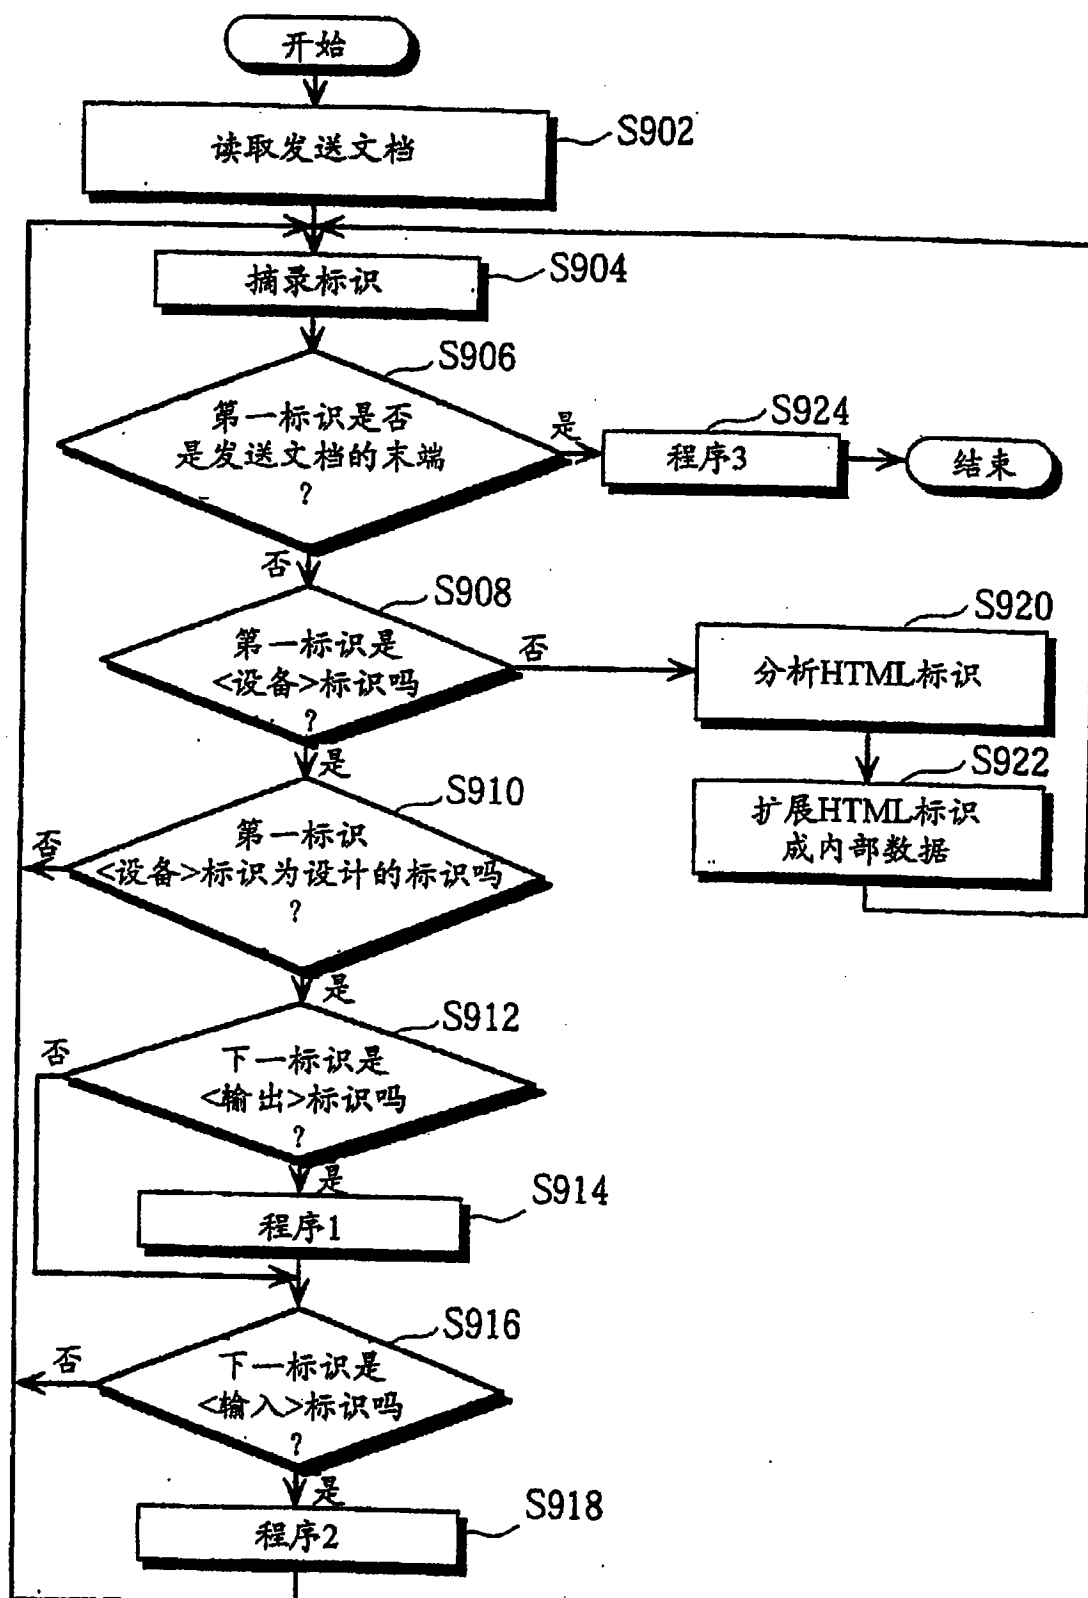 开始
读取发送文档
S902
摘录标识
S904
S906
第一标识是否
是发送文档的末端
?
是
S924
程序3
结束
否
S908
第一标识是
<设备>标识吗
?
否
S920
分析HTML标识
是
S922
扩展HTML标识
成内部数据
S910
第一标识
<设备>标识为设计的标识吗
?
否
是
S912
下一标识是
<输出>标识吗
?
否
是
S914
程序1
S916
下一标识是
<输入>标识吗
?
否
是
S918
程序2